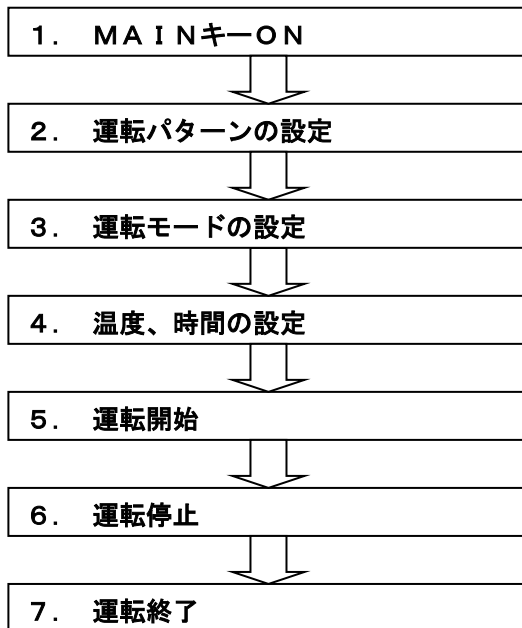 １．　ＭＡＩＮキーＯＮ
２．　運転パターンの設定
３．　運転モードの設定
４．　温度、時間の設定
５．　運転開始
６．　運転停止
７．　運転終了